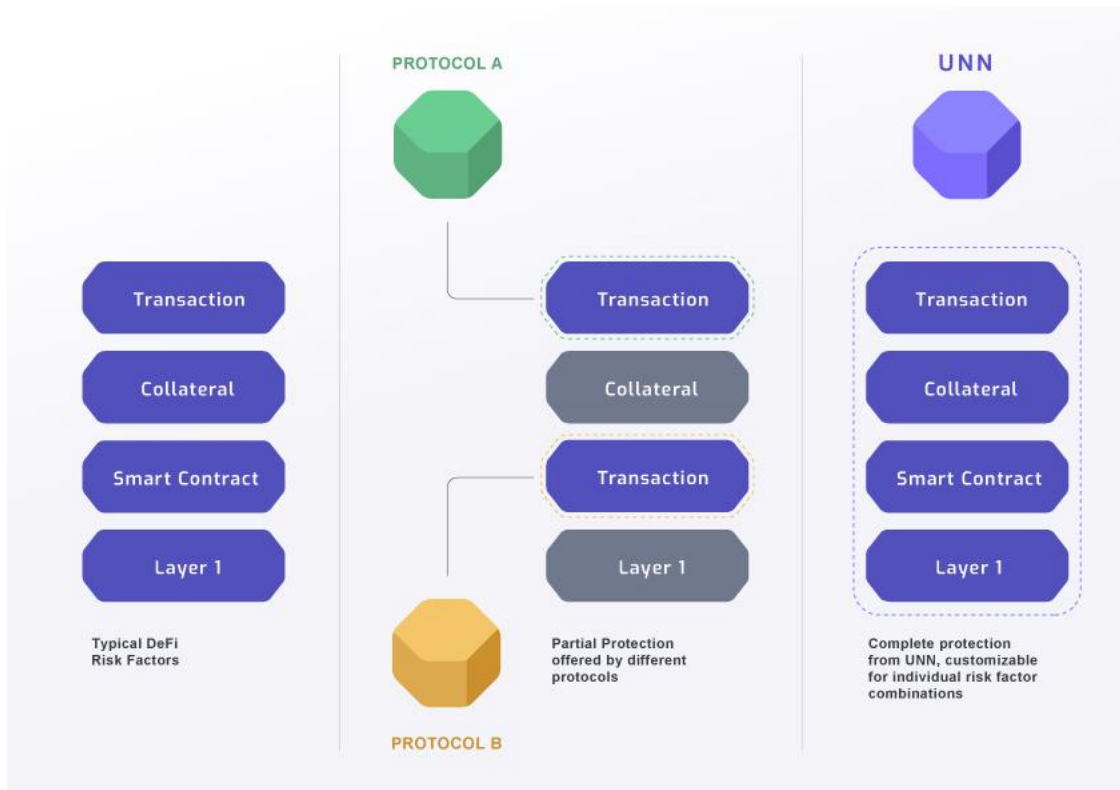 PROTOCOL A
UNN
Transaction
Collateral
Smart Contract
Layer 1
Typical DeFi
Risk Factors
Transaction
Collateral
Transaction
Layer 1
Partial Protection
offered by different
protocols
PROTOCOL B
Transaction
Collateral
Smart Contract
Layer 1
Complete protection
from UNN, customizable
for individual risk factor
combinations